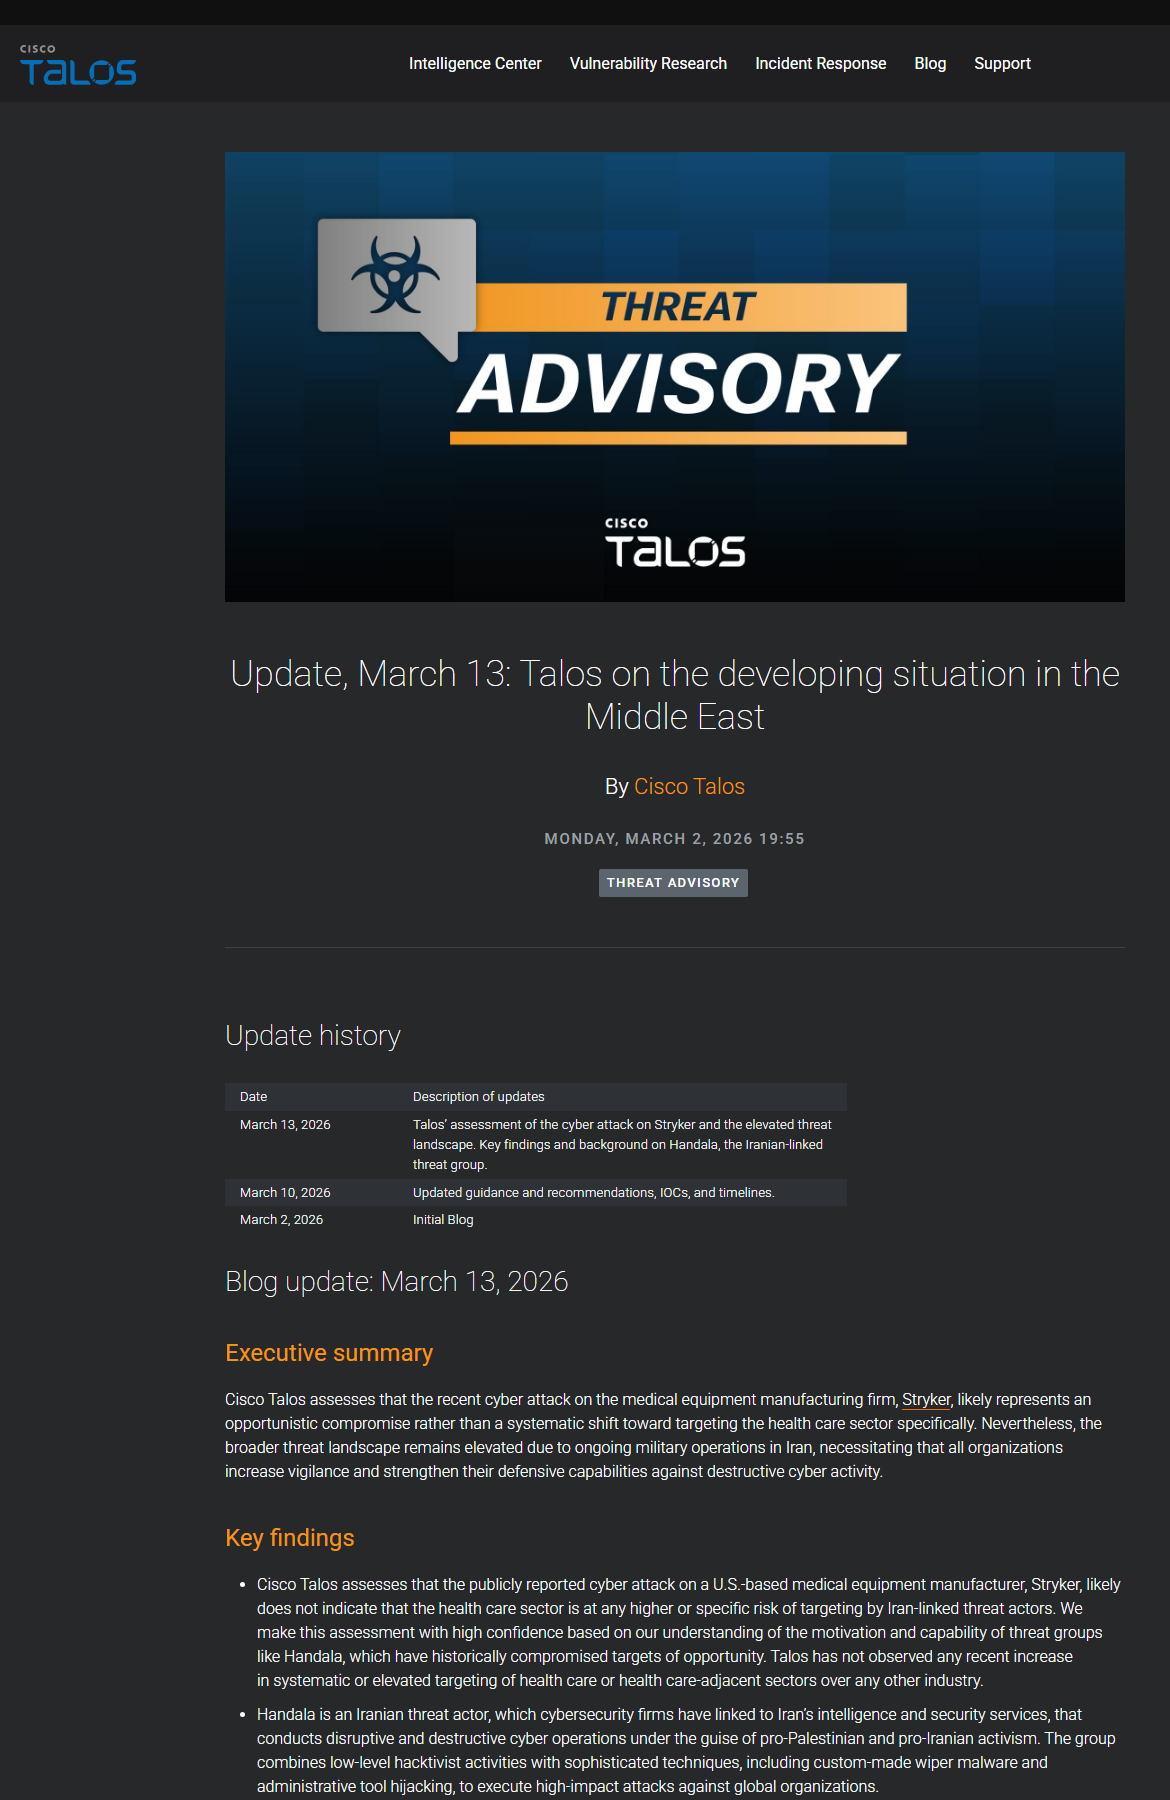 CISCO
TALOS
Intelligence Center
Vulnerability Research
Incident Response
Blog
Support
THREAT
ADVISORY
CISCO
TALOS
Update, March 13: Talos on the developing situation in the
Middle East
By Cisco Talos
MONDAY, MARCH 2, 2026 19:55
THREAT ADVISORY
Update history
Date Description of updates
March 13, 2026 Talos’ assessment of the cyber attack on Stryker and the elevated threat
landscape. Key findings and background on Handala, the Iranian-linked
threat group.
March 10, 2026 Updated guidance and recommendations, IOCs, and timelines.
March 2, 2026 Initial Blog
Blog update: March 13, 2026
Executive summary
Cisco Talos assesses that the recent cyber attack on the medical equipment manufacturing firm, Stryker, likely represents an
opportunistic compromise rather than a systematic shift toward targeting the health care sector specifically. Nevertheless, the
broader threat landscape remains elevated due to ongoing military operations in Iran, necessitating that all organizations
increase vigilance and strengthen their defensive capabilities against destructive cyber activity.
Key findings
• Cisco Talos assesses that the publicly reported cyber attack on a U.S.-based medical equipment manufacturer, Stryker, likely
does not indicate that the health care sector is at any higher or specific risk of targeting by Iran-linked threat actors. We
make this assessment with high confidence based on our understanding of the motivation and capability of threat groups
like Handala, which have historically compromised targets of opportunity. Talos has not observed any recent increase
in systematic or elevated targeting of health care or health care-adjacent sectors over any other industry.
• Handala is an Iranian threat actor, which cybersecurity firms have linked to Iran’s intelligence and security services, that
conducts disruptive and destructive cyber operations under the guise of pro-Palestinian and pro-Iranian activism. The group
combines low-level hacktivist activities with sophisticated techniques, including custom-made wiper malware and
administrative tool hijacking, to execute high-impact attacks against global organizations.